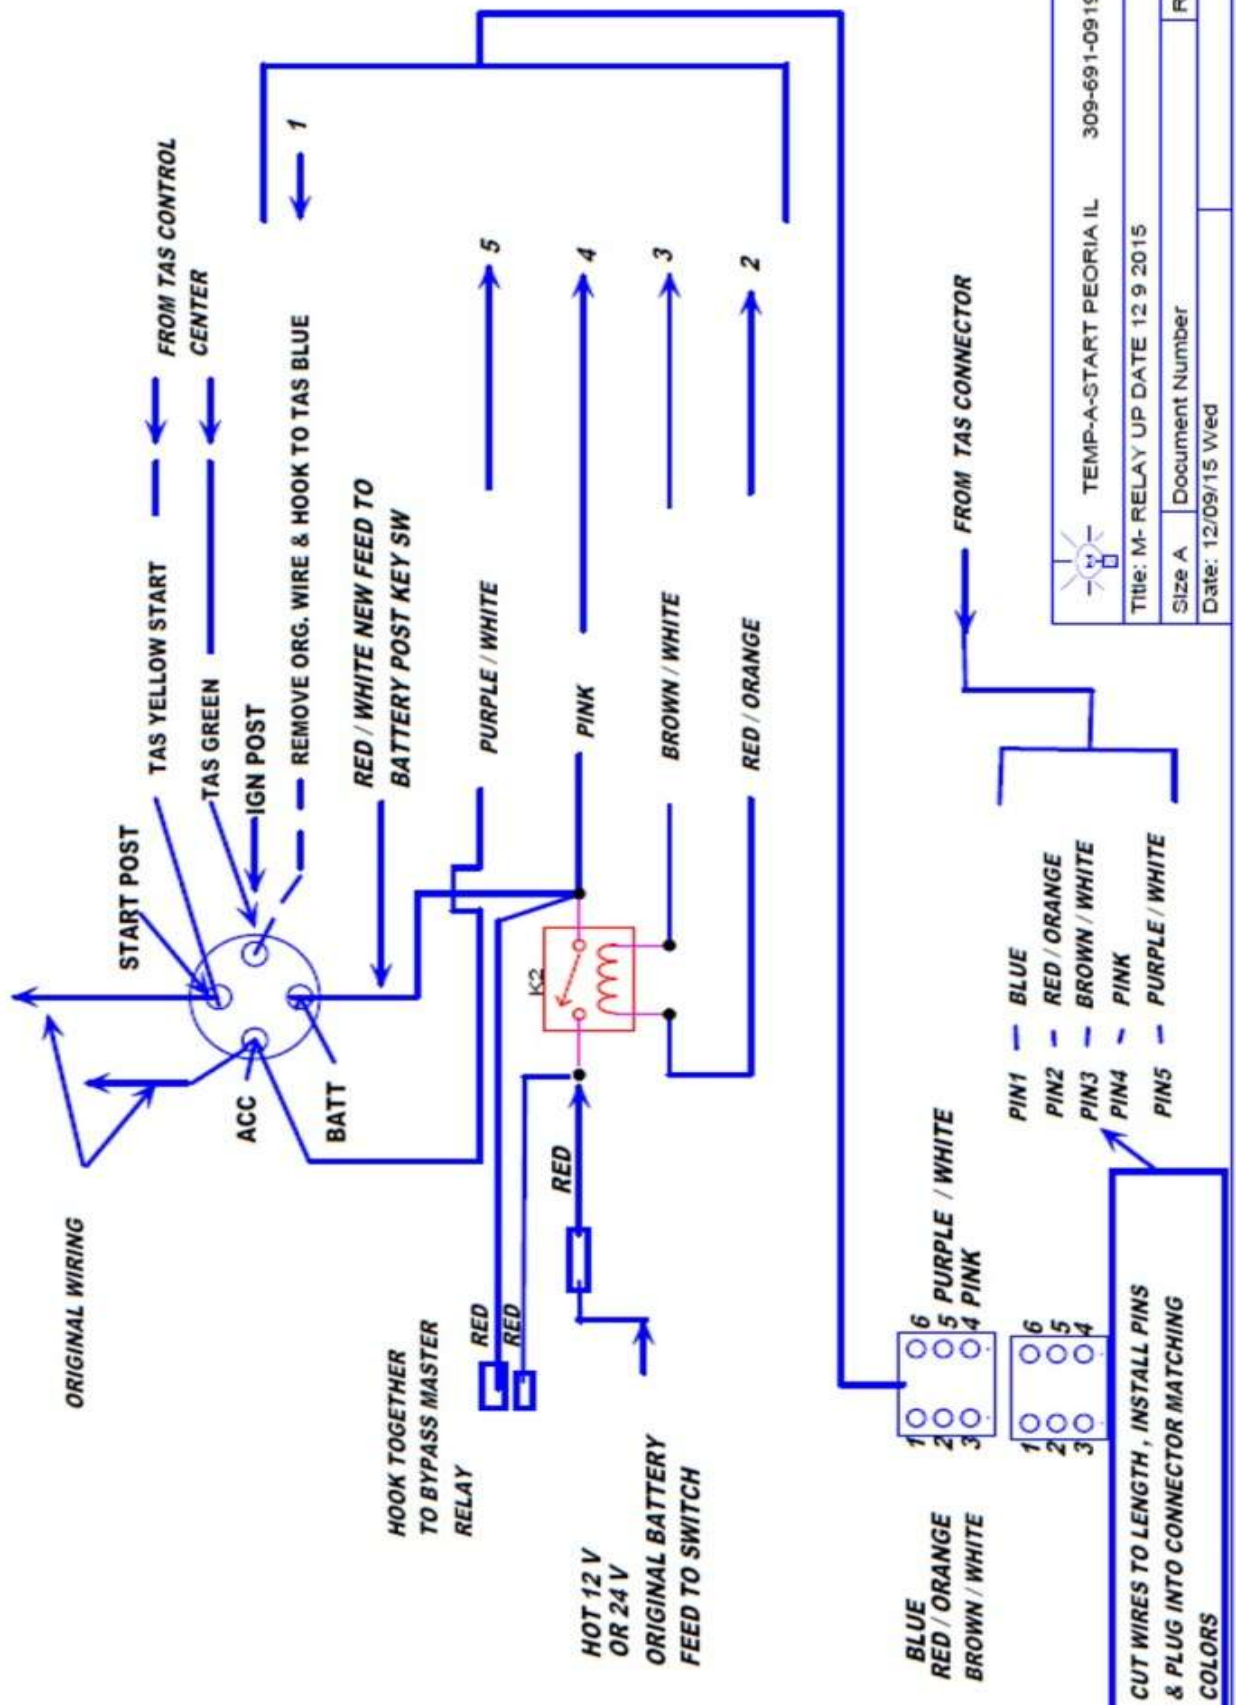 ORIGINAL WIRING
START POST
TAS YELLOW START
FROM TAS CONTROL
CENTER
TAS GREEN
IGN POST
ACC
BATT
REMOVE ORG. WIRE & HOOK TO TAS BLUE
1
RED / WHITE NEW FEED TO
BATTERY POST KEY SW
HOOK TOGETHER
TO BYPASS MASTER
RELAY
RED
RED
PURPLE / WHITE
5
K2
RED
PINK
4
HOT 12 V
OR 24 V
ORIGINAL BATTERY
FEED TO SWITCH
BROWN / WHITE
3
RED / ORANGE
2
BLUE
RED / ORANGE
BROWN / WHITE
1 6
2 5 PURPLE / WHITE
3 4 PINK
1 6
2 5
3 4
FROM TAS CONNECTOR
PIN1 — BLUE
PIN2 - RED / ORANGE
PIN3 - BROWN / WHITE
PIN4 - PINK
PIN5 - PURPLE / WHITE
CUT WIRES TO LENGTH , INSTALL PINS
& PLUG INTO CONNECTOR MATCHING
COLORS
TEMP-A-START PEORIA IL 309-691-0919
Title: M- RELAY UP DATE 12 9 2015
Size A Document Number
Date: 12/09/15 Wed